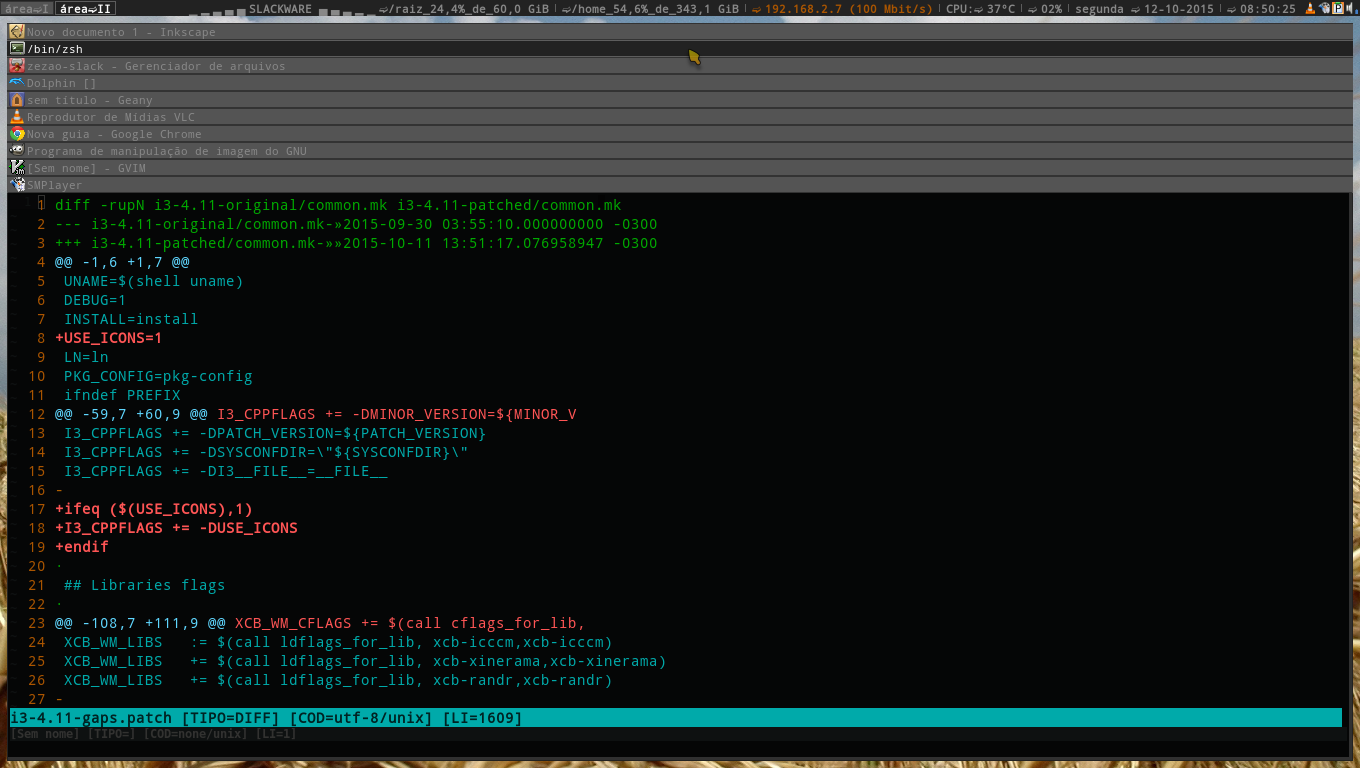 área➫I área➫II SLACKWARE ➫/raiz_24,4%_de_60,0 GiB ➫/home_54,6%_de_343,1 GiB ➫192.168.2.7 (100 Mbit/s) CPU:➫37°C ➫02% segunda ➫12-10-2015 ➫08:50:25
Novo documento 1 - Inkscape
/bin/zsh
zezao-slack - Gerenciador de arquivos
Dolphin []
sem título - Geany
Reprodutor de Mídias VLC
Nova guia - Google Chrome
Programa de manipulação de imagem do GNU
[Sem nome] - GVIM
SMPlayer
1 diff -rupN i3-4.11-original/common.mk i3-4.11-patched/common.mk
2 --- i3-4.11-original/common.mk-»2015-09-30 03:55:10.000000000 -0300
3 +++ i3-4.11-patched/common.mk-»»2015-10-11 13:51:17.076958947 -0300
4 @@ -1,6 +1,7 @@
5  UNAME=$(shell uname)
6  DEBUG=1
7  INSTALL=install
8 +USE_ICONS=1
9  LN=ln
10  PKG_CONFIG=pkg-config
11  ifndef PREFIX
12 @@ -59,7 +60,9 @@ I3_CPPFLAGS += -DMINOR_VERSION=${MINOR_V
13  I3_CPPFLAGS += -DPATCH_VERSION=${PATCH_VERSION}
14  I3_CPPFLAGS += -DSYSCONFDIR=\"${SYSCONFDIR}\"
15  I3_CPPFLAGS += -DI3__FILE__=__FILE__
16 -
17 +ifeq ($(USE_ICONS),1)
18 +I3_CPPFLAGS += -DUSE_ICONS
19 +endif
20 ·
21  ## Libraries flags
22 ·
23 @@ -108,7 +111,9 @@ XCB_WM_CFLAGS += $(call cflags_for_lib,
24  XCB_WM_LIBS   := $(call ldflags_for_lib, xcb-icccm,xcb-icccm)
25  XCB_WM_LIBS   += $(call ldflags_for_lib, xcb-xinerama,xcb-xinerama)
26  XCB_WM_LIBS   += $(call ldflags_for_lib, xcb-randr,xcb-randr)
27 -
i3-4.11-gaps.patch [TIPO=DIFF] [COD=utf-8/unix] [LI=1609]
[Sem nome] [TIPO=] [COD=none/unix] [LI=1]